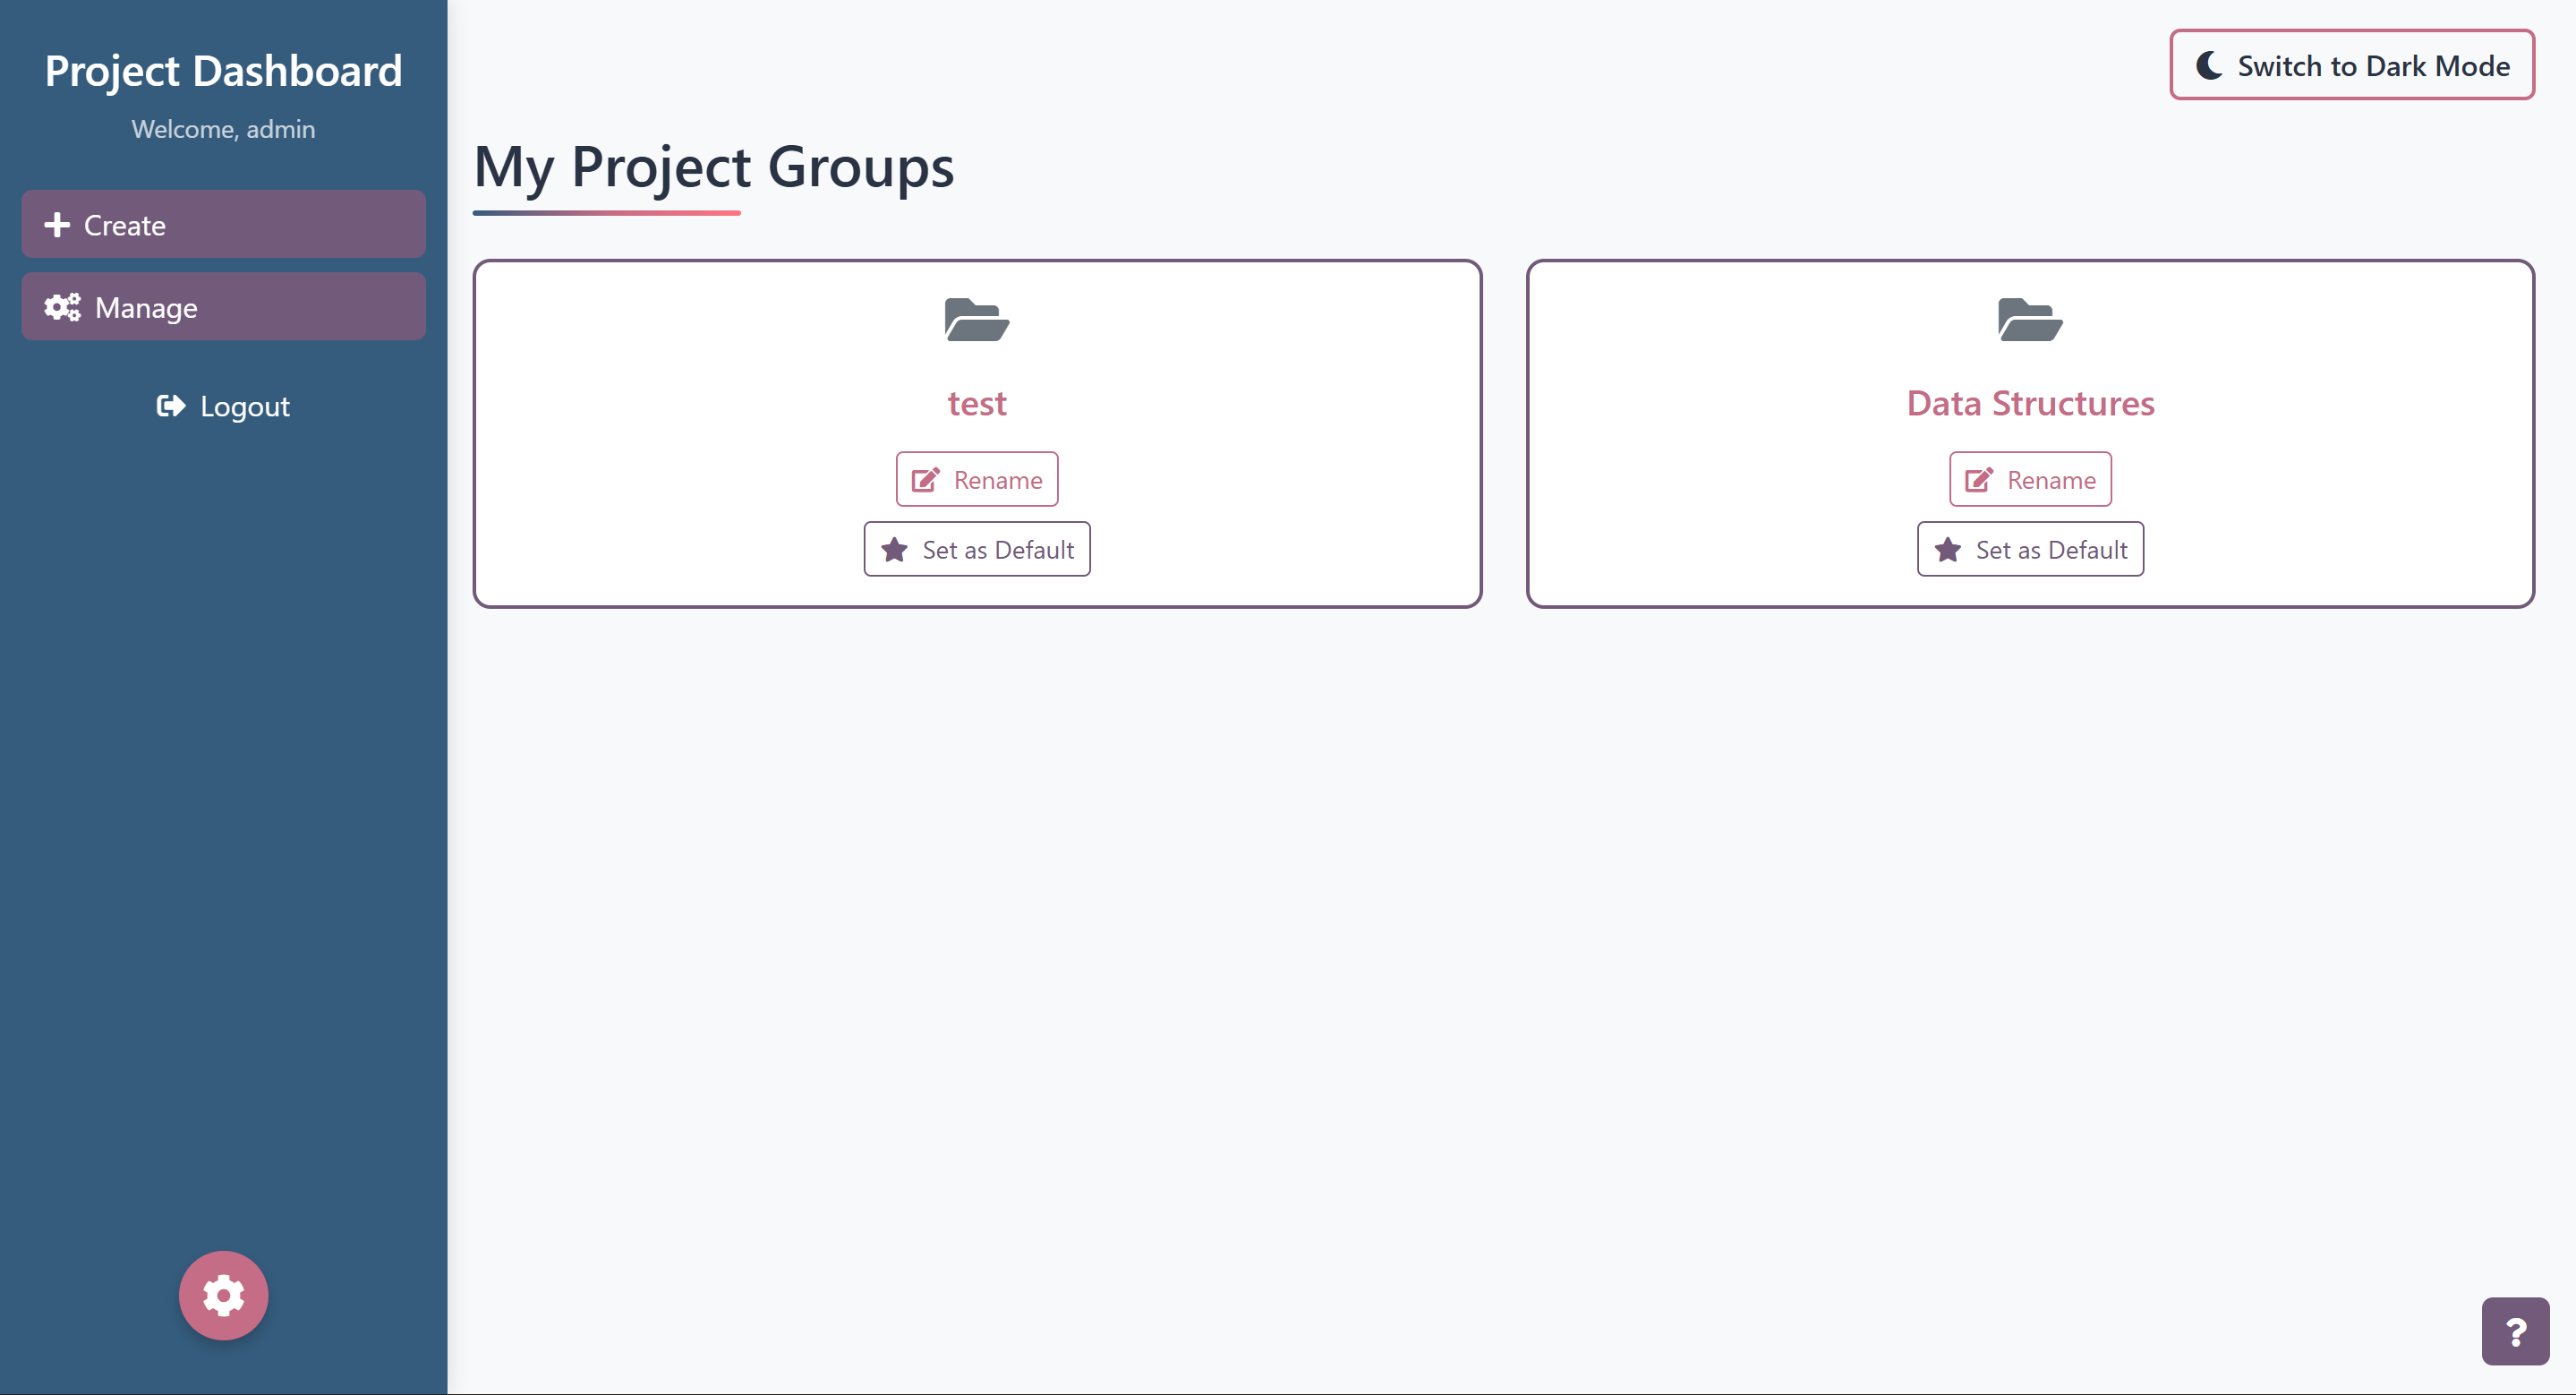 Project Dashboard
Welcome, admin
Create
Manage
Logout
Switch to Dark Mode
My Project Groups
test
Rename
Set as Default
Data Structures
Rename
Set as Default
?